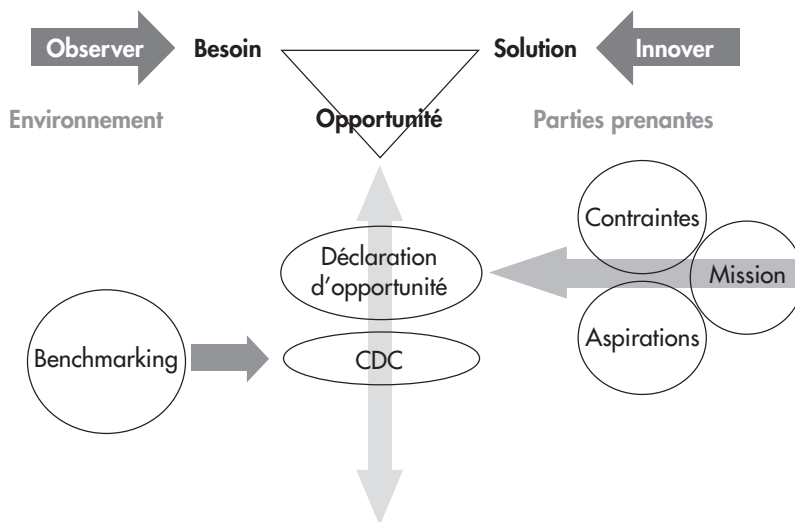 Observer
Besoin
Solution
Innover
Environnement
Opportunité
Parties prenantes
Contraintes
Déclaration
d'opportunité
Mission
Benchmarking
CDC
Aspirations